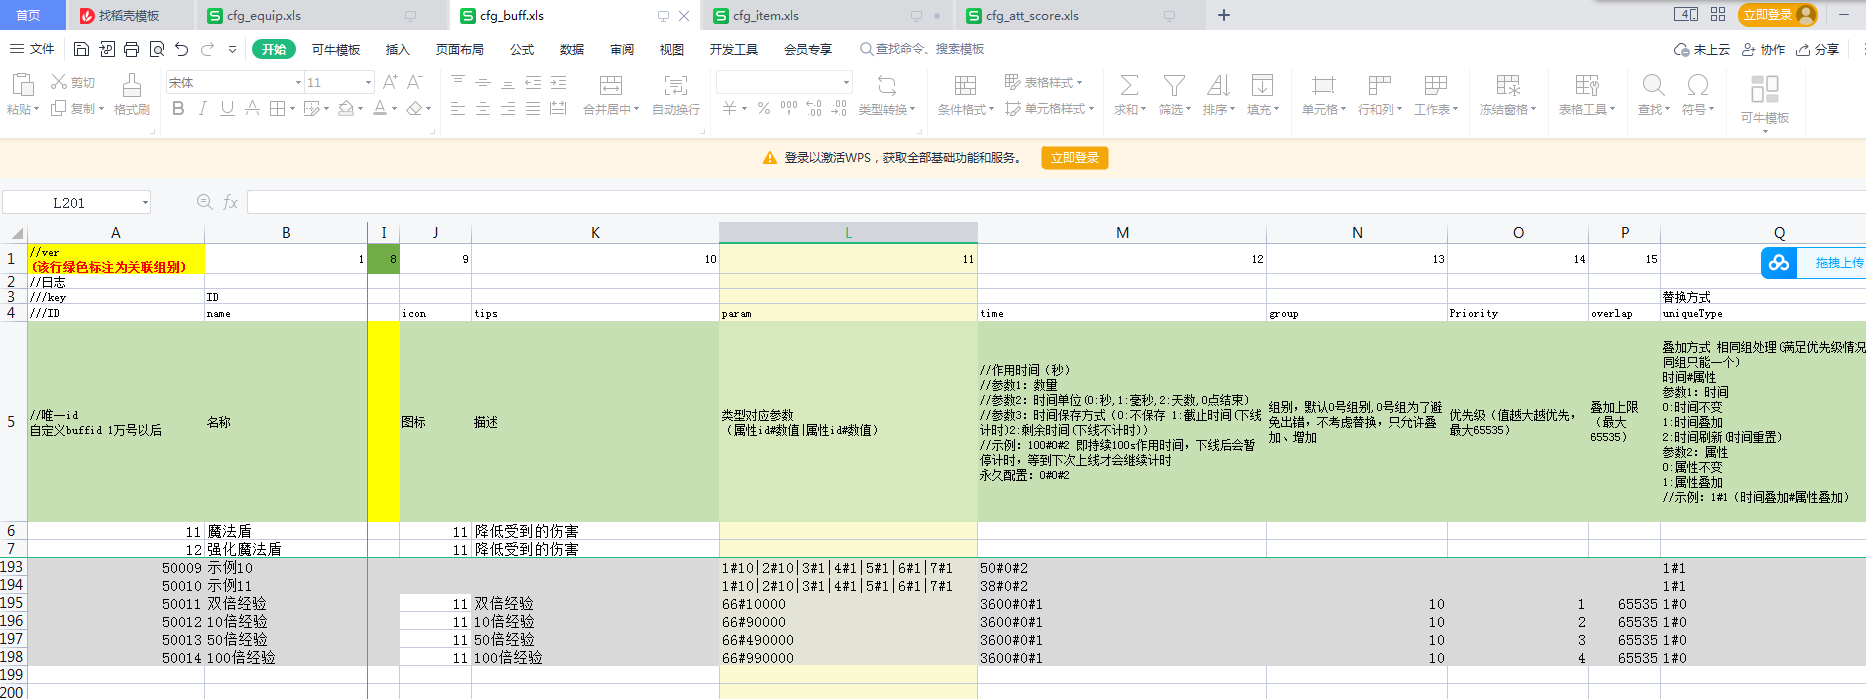 首页 找稻壳模板 cfg_equip.xls cfg_buff.xls cfg_item.xls cfg_att_score.xls + 4 立即登录
文件 开始 可牛模板 插入 页面布局 公式 数据 审阅 视图 开发工具 会员专享 查找命令、搜索模板 未上云 协作 分享
剪切 宋体 11 A+ A- 表格样式
粘贴 复制 格式刷 B I U A 合并居中 自动换行 类型转换 条件格式 单元格样式 求和 筛选 排序 填充 单元格 行和列 工作表 冻结窗格 表格工具 查找 符号 可牛模板
登录以激活WPS，获取全部基础功能和服务。 立即登录
L201 fx
A B I J K L M N O P Q
1 //ver
(该行绿色标注为关联组别) 1 8 9 10 11 12 13 14 15 拖拽上传
2 //日志
3 ///key ID 替换方式
4 ///ID name icon tips param time group Priority overlap uniqueType
5 //唯一id
自定义buffid 1万号以后
名称
图标
描述
类型对应参数
（属性id#数值|属性id#数值）
//作用时间（秒）
//参数1：数量
//参数2：时间单位(0:秒,1:毫秒,2:天数,0点结束)
//参数3：时间保存方式（0:不保存 1:截止时间(下线
计时)2:剩余时间(下线不计时))
//示例：100#0#2 即持续100s作用时间，下线后会暂
停计时，等到下次上线才会继续计时
永久配置：0#0#2
组别，默认0号组别,0号组为了避
免出错，不考虑替换，只允许叠
加、增加
优先级（值越大越优先，
最大65535）
叠加上限
（最大
65535）
叠加方式 相同组处理(满足优先级情况
同组只能一个)
时间#属性
参数1：时间
0:时间不变
1:时间叠加
2:时间刷新(时间重置)
参数2：属性
0:属性不变
1:属性叠加
//示例：1#1（时间叠加#属性叠加）
6 11 魔法盾 11 降低受到的伤害
7 12 强化魔法盾 11 降低受到的伤害
193 50009 示例10 1#10|2#10|3#1|4#1|5#1|6#1|7#1 50#0#2 1#1
194 50010 示例11 1#10|2#10|3#1|4#1|5#1|6#1|7#1 38#0#2 1#1
195 50011 双倍经验 11 双倍经验 66#10000 3600#0#1 10 1 65535 1#0
196 50012 10倍经验 11 10倍经验 66#90000 3600#0#1 10 2 65535 1#0
197 50013 50倍经验 11 50倍经验 66#490000 3600#0#1 10 3 65535 1#0
198 50014 100倍经验 11 100倍经验 66#990000 3600#0#1 10 4 65535 1#0
199
200